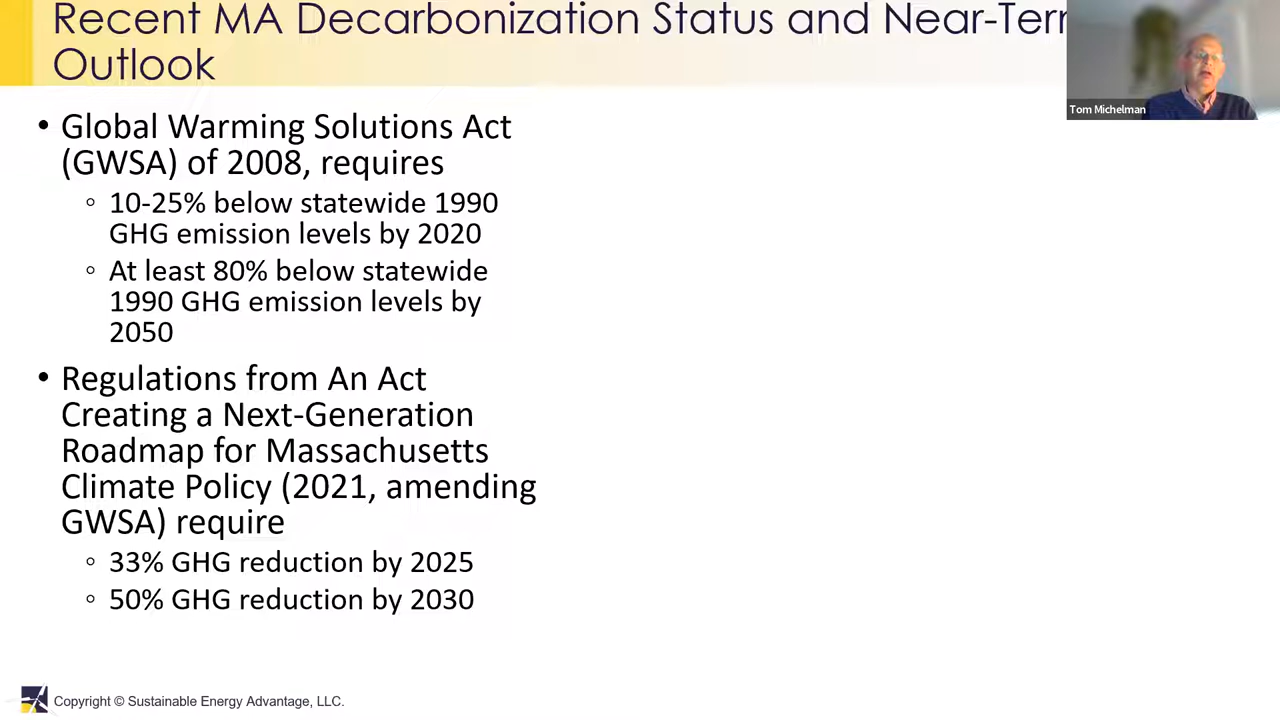 Recent MA Decarbonization Status and Near-Ter
Outlook
Tom Michelman
• Global Warming Solutions Act
(GWSA) of 2008, requires
◦ 10-25% below statewide 1990
GHG emission levels by 2020
◦ At least 80% below statewide
1990 GHG emission levels by
2050
• Regulations from An Act
Creating a Next-Generation
Roadmap for Massachusetts
Climate Policy (2021, amending
GWSA) require
◦ 33% GHG reduction by 2025
◦ 50% GHG reduction by 2030
Copyright © Sustainable Energy Advantage, LLC.